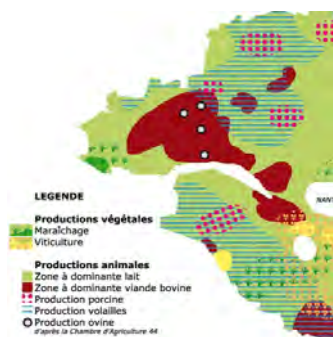 NANT
LEGENDE
Productions végétales
Maraîchage
Viticulture
Productions animales
Zone à dominante lait
Zone à dominante viande bovine
Production porcine
Production volailles
Production ovine
d'après la Chambre d'Agriculture 44